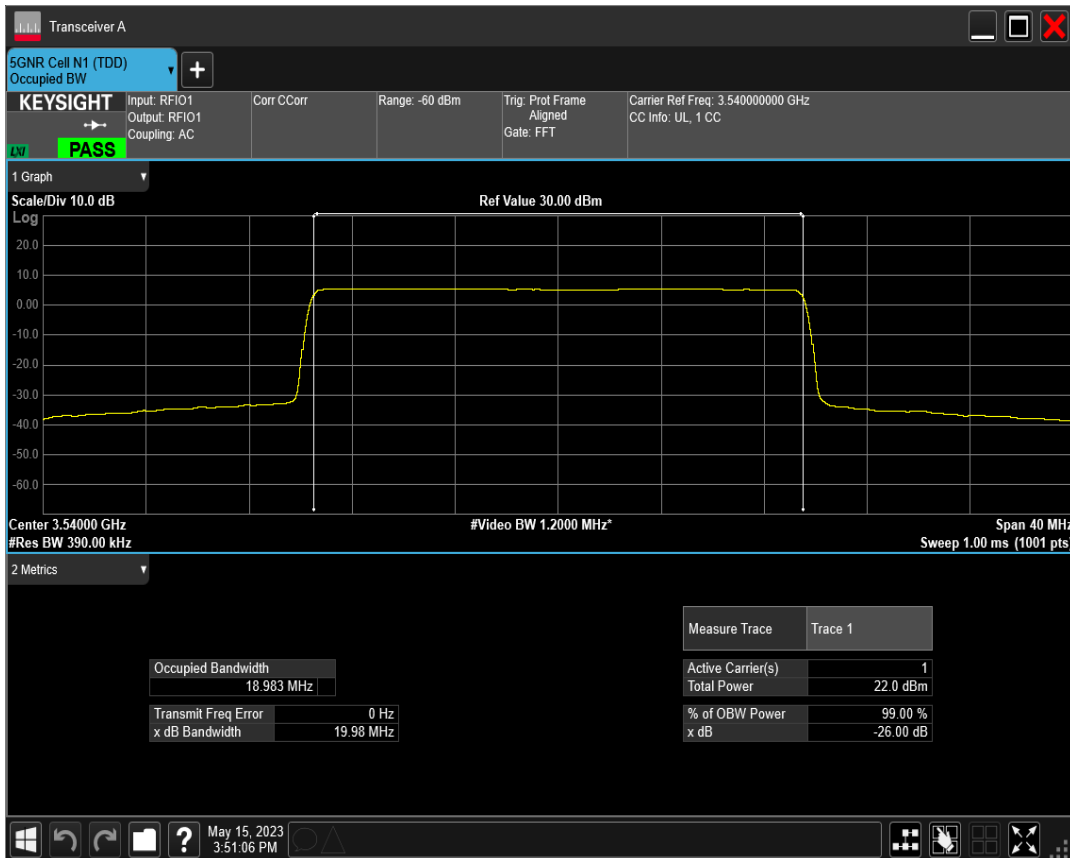 Transceiver A
5GNR Cell N1 (TDD)
Occupied BW
+
KEYSIGHT
LXI
PASS
Input: RFIO1
Output: RFIO1
Coupling: AC
Corr CCorr
Range: -60 dBm
Trig: Prot Frame
Aligned
Gate: FFT
Carrier Ref Freq: 3.540000000 GHz
CC Info: UL, 1 CC
1 Graph
Scale/Div 10.0 dB
Ref Value 30.00 dBm
Log
20.0
10.0
0.00
-10.0
-20.0
-30.0
-40.0
-50.0
-60.0
Center 3.54000 GHz
#Video BW 1.2000 MHz*
Span 40 MHz
#Res BW 390.00 kHz
Sweep 1.00 ms (1001 pts)
2 Metrics
Measure Trace Trace 1
Occupied Bandwidth
18.983 MHz
Active Carrier(s) 1
Total Power 22.0 dBm
Transmit Freq Error 0 Hz
x dB Bandwidth 19.98 MHz
% of OBW Power 99.00 %
x dB -26.00 dB
?
May 15, 2023
3:51:06 PM